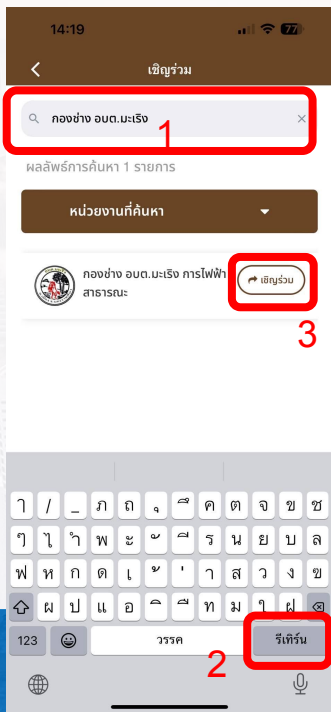 14:19
77
เชิญร่วม
กองช่าง อบต.มะเริง
1
ผลลัพธ์การค้นหา 1 รายการ
หน่วยงานที่ค้นหา
กองช่าง อบต.มะเริง การไฟฟ้า
สาธารณะ
เชิญร่วม
3
ๅ / _ ภ ถ ุ ึ ค ต จ ข ช
ๆ ไ ำ พ ะ ั ี ร น ย บ ล
ฟ ห ก ด เ ้ ่ า ส ว ง ฃ
ผ ป แ อ ิ ื ท ม ใ ฝ
123
วรรค
2
รีเทิร์น